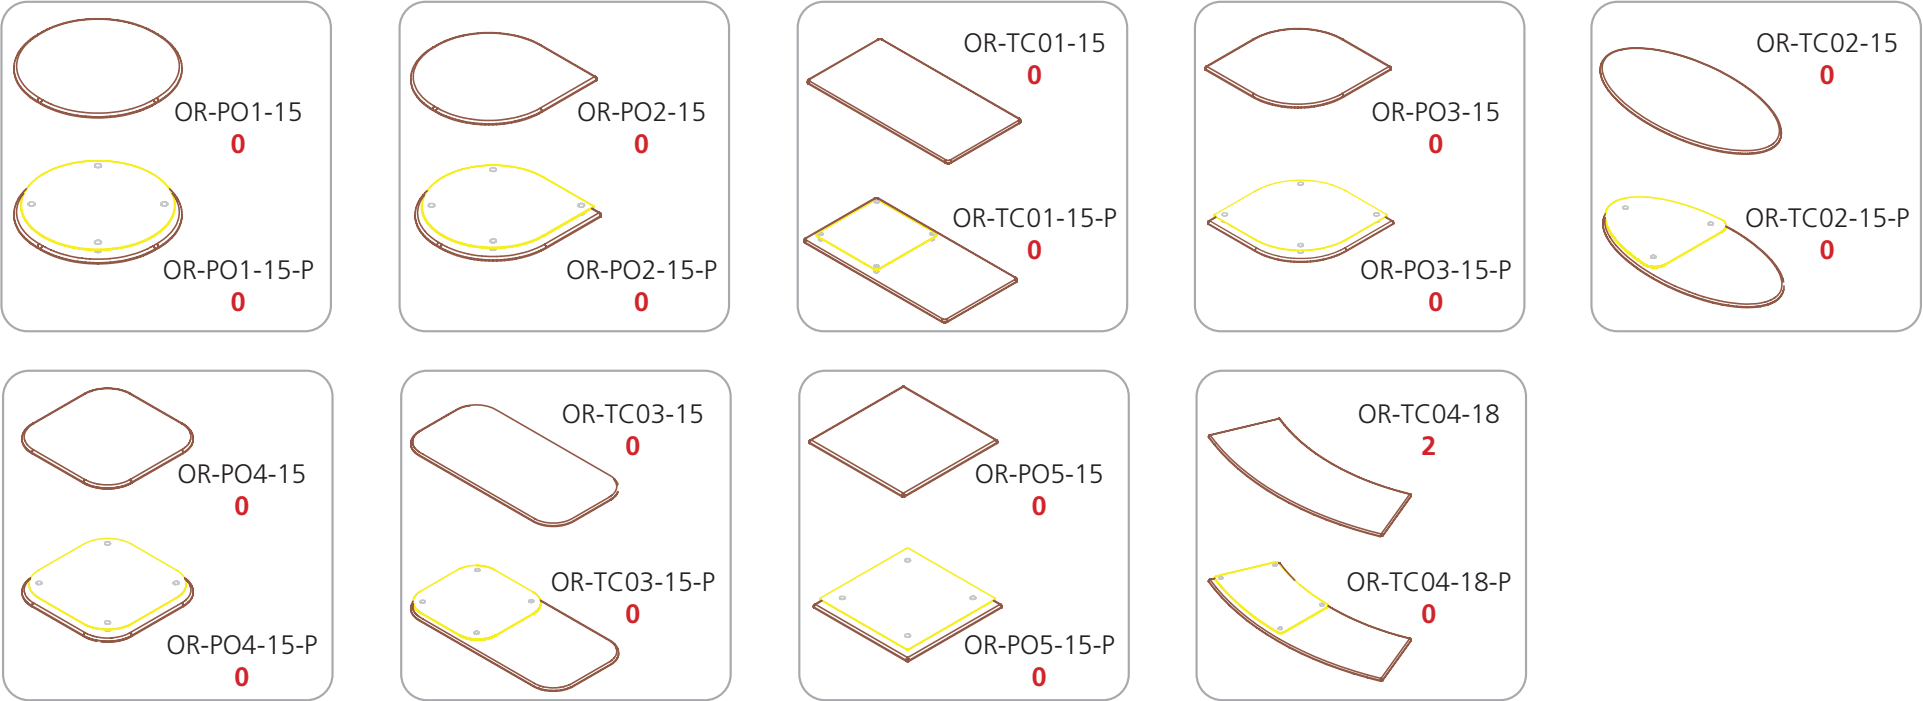 OR-PO1-15
0
OR-PO1-15-P
0
OR-PO2-15
0
OR-PO2-15-P
0
OR-TC01-15
0
OR-TC01-15-P
0
OR-PO3-15
0
OR-PO3-15-P
0
OR-TC02-15
0
OR-TC02-15-P
0
OR-PO4-15
0
OR-PO4-15-P
0
OR-TC03-15
0
OR-TC03-15-P
0
OR-PO5-15
0
OR-PO5-15-P
0
OR-TC04-18
2
OR-TC04-18-P
0